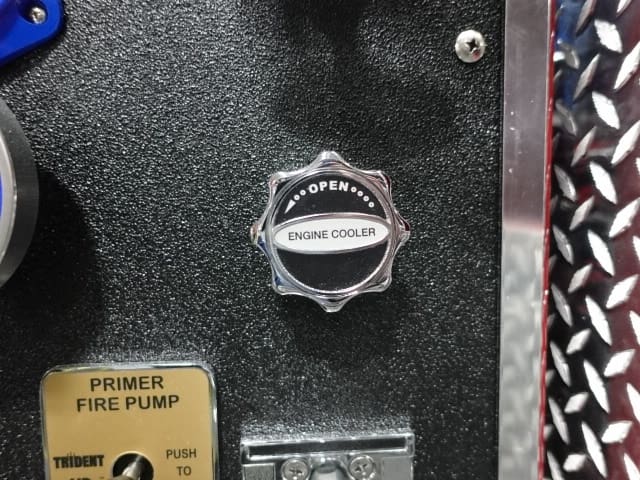 OPEN
ENGINE COOLER
PRIMER
FIRE PUMP
TRIDENT
PUSH
TO